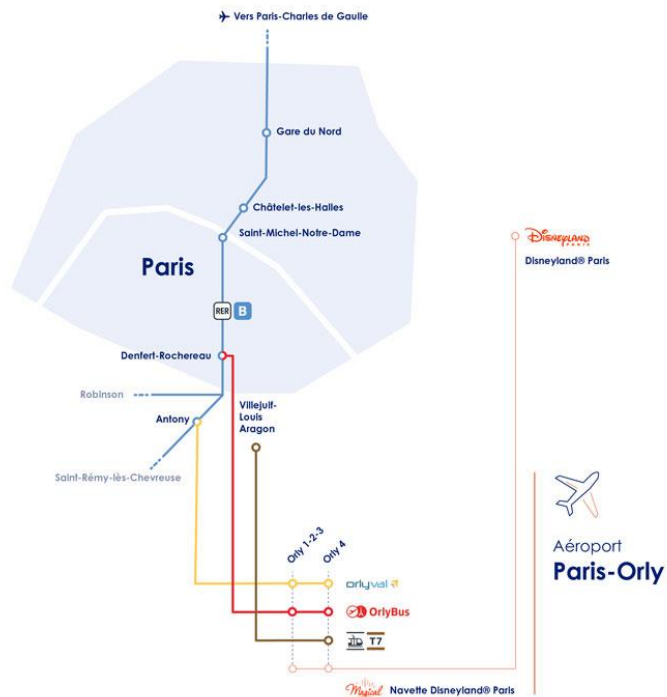 Vers Paris-Charles de Gaulle
Gare du Nord
Châtelet-les-Halles
Saint-Michel-Notre-Dame
DISNEYLAND
PARIS
Disneyland® Paris
Paris
RER B
Denfert-Rochereau
Robinson
Villejuif-
Louis
Aragon
Antony
Saint-Rémy-lès-Chevreuse
Aéroport
Paris-Orly
Orly 1-2-3
Orly 4
orlyval
OrlyBus
T7
Magical
Navette Disneyland® Paris